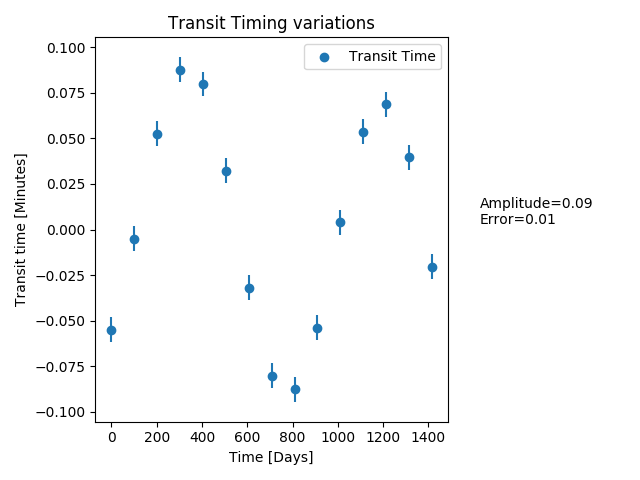 Transit Timing variations
Transit Time
0.100
0.075
0.050
0.025
0.000
−0.025
−0.050
−0.075
−0.100
Transit time [Minutes]
0 200 400 600 800 1000 1200 1400
Time [Days]
Amplitude=0.09
Error=0.01